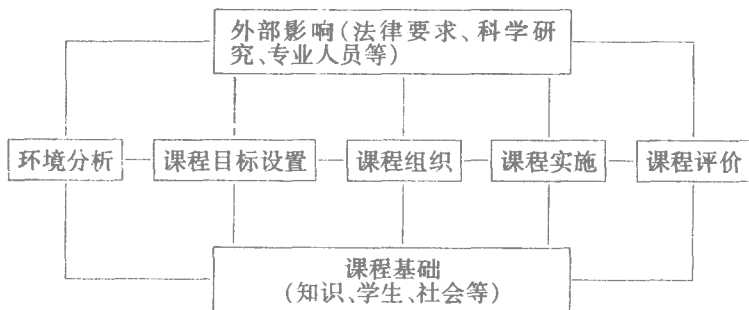 外部影响(法律要求、科学研
究、专业人员等)
环境分析
课程目标设置
课程组织
课程实施
课程评价
课程基础
(知识、学生、社会等)